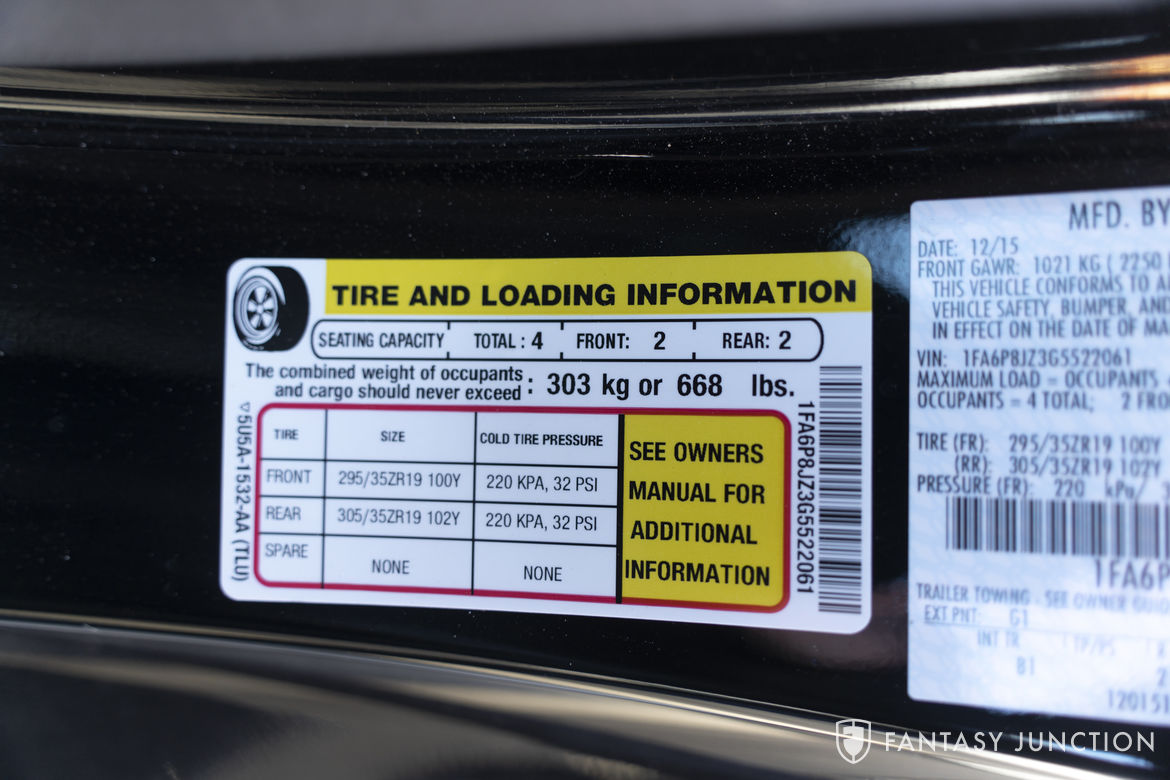 TIRE AND LOADING INFORMATION
SEATING CAPACITY TOTAL : 4 FRONT: 2 REAR: 2
The combined weight of occupants
and cargo should never exceed : 303 kg or 668 lbs.
TIRE SIZE COLD TIRE PRESSURE
FRONT 295/35ZR19 100Y 220 KPA, 32 PSI
REAR 305/35ZR19 102Y 220 KPA, 32 PSI
SPARE NONE NONE
SEE OWNERS
MANUAL FOR
ADDITIONAL
INFORMATION
5U5A-1532-AA (TLU)
1FA6P8JZ3G5522061
MFD. BY
DATE: 12/15
FRONT GAWR: 1021 KG ( 2250
THIS VEHICLE CONFORMS TO
VEHICLE SAFETY, BUMPER, AND
IN EFFECT ON THE DATE OF
VIN: 1FA6P8JZ3G5522061
MAXIMUM LOAD = OCCUPANTS
OCCUPANTS = 4 TOTAL; 2
TIRE (FR): 295/35ZR19 100Y
(RR): 305/35ZR19 102Y
PRESSURE (FR): 220 kPa/
1FA6P
TRAILER TOWING - SEE OWNER
EXT PNT: G1
INT TR TP/PS R
81 2
120151
FANTASY JUNCTION